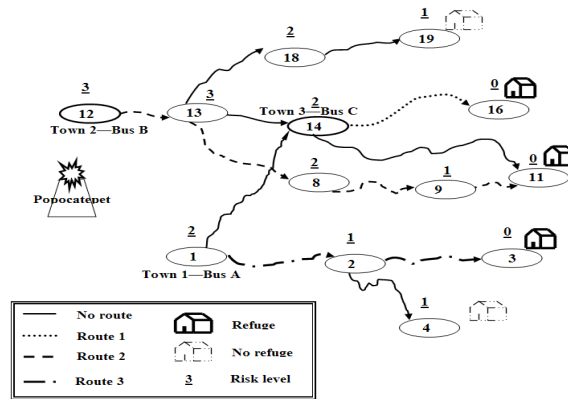 2
1
18
19
3
3
12
13
2
0
Town 2—Bus B
Town 3—Bus C
14
16
2
8
1
9
0
11
Popocatepet
2
1
Town 1—Bus A
1
2
0
3
1
4
No route
Route 1
Route 2
Route 3
Refuge
No refuge
3 Risk level